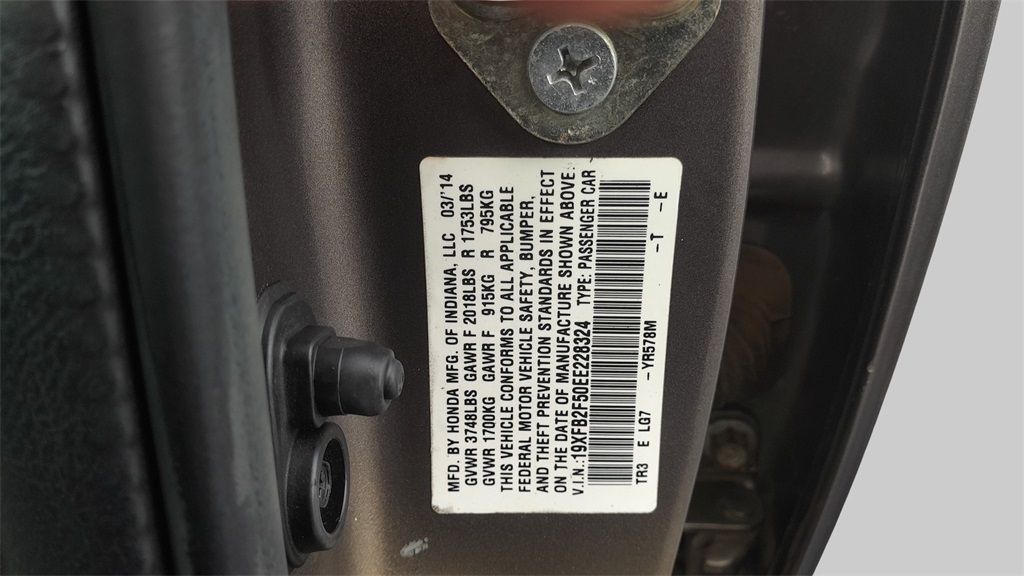 MFD. BY HONDA MFG. OF INDIANA, LLC 03/'14
GVWR 3748LBS GAWR F 2018LBS R 1753LBS
GVWR 1700KG GAWR F 915KG R 795KG
THIS VEHICLE CONFORMS TO ALL APPLICABLE
FEDERAL MOTOR VEHICLE SAFETY, BUMPER,
AND THEFT PREVENTION STANDARDS IN EFFECT
ON THE DATE OF MANUFACTURE SHOWN ABOVE.
V.I.N.:19XFB2F50EE226324 TYPE: PASSENGER CAR
TR3 E LG7 -YR578M -T -E